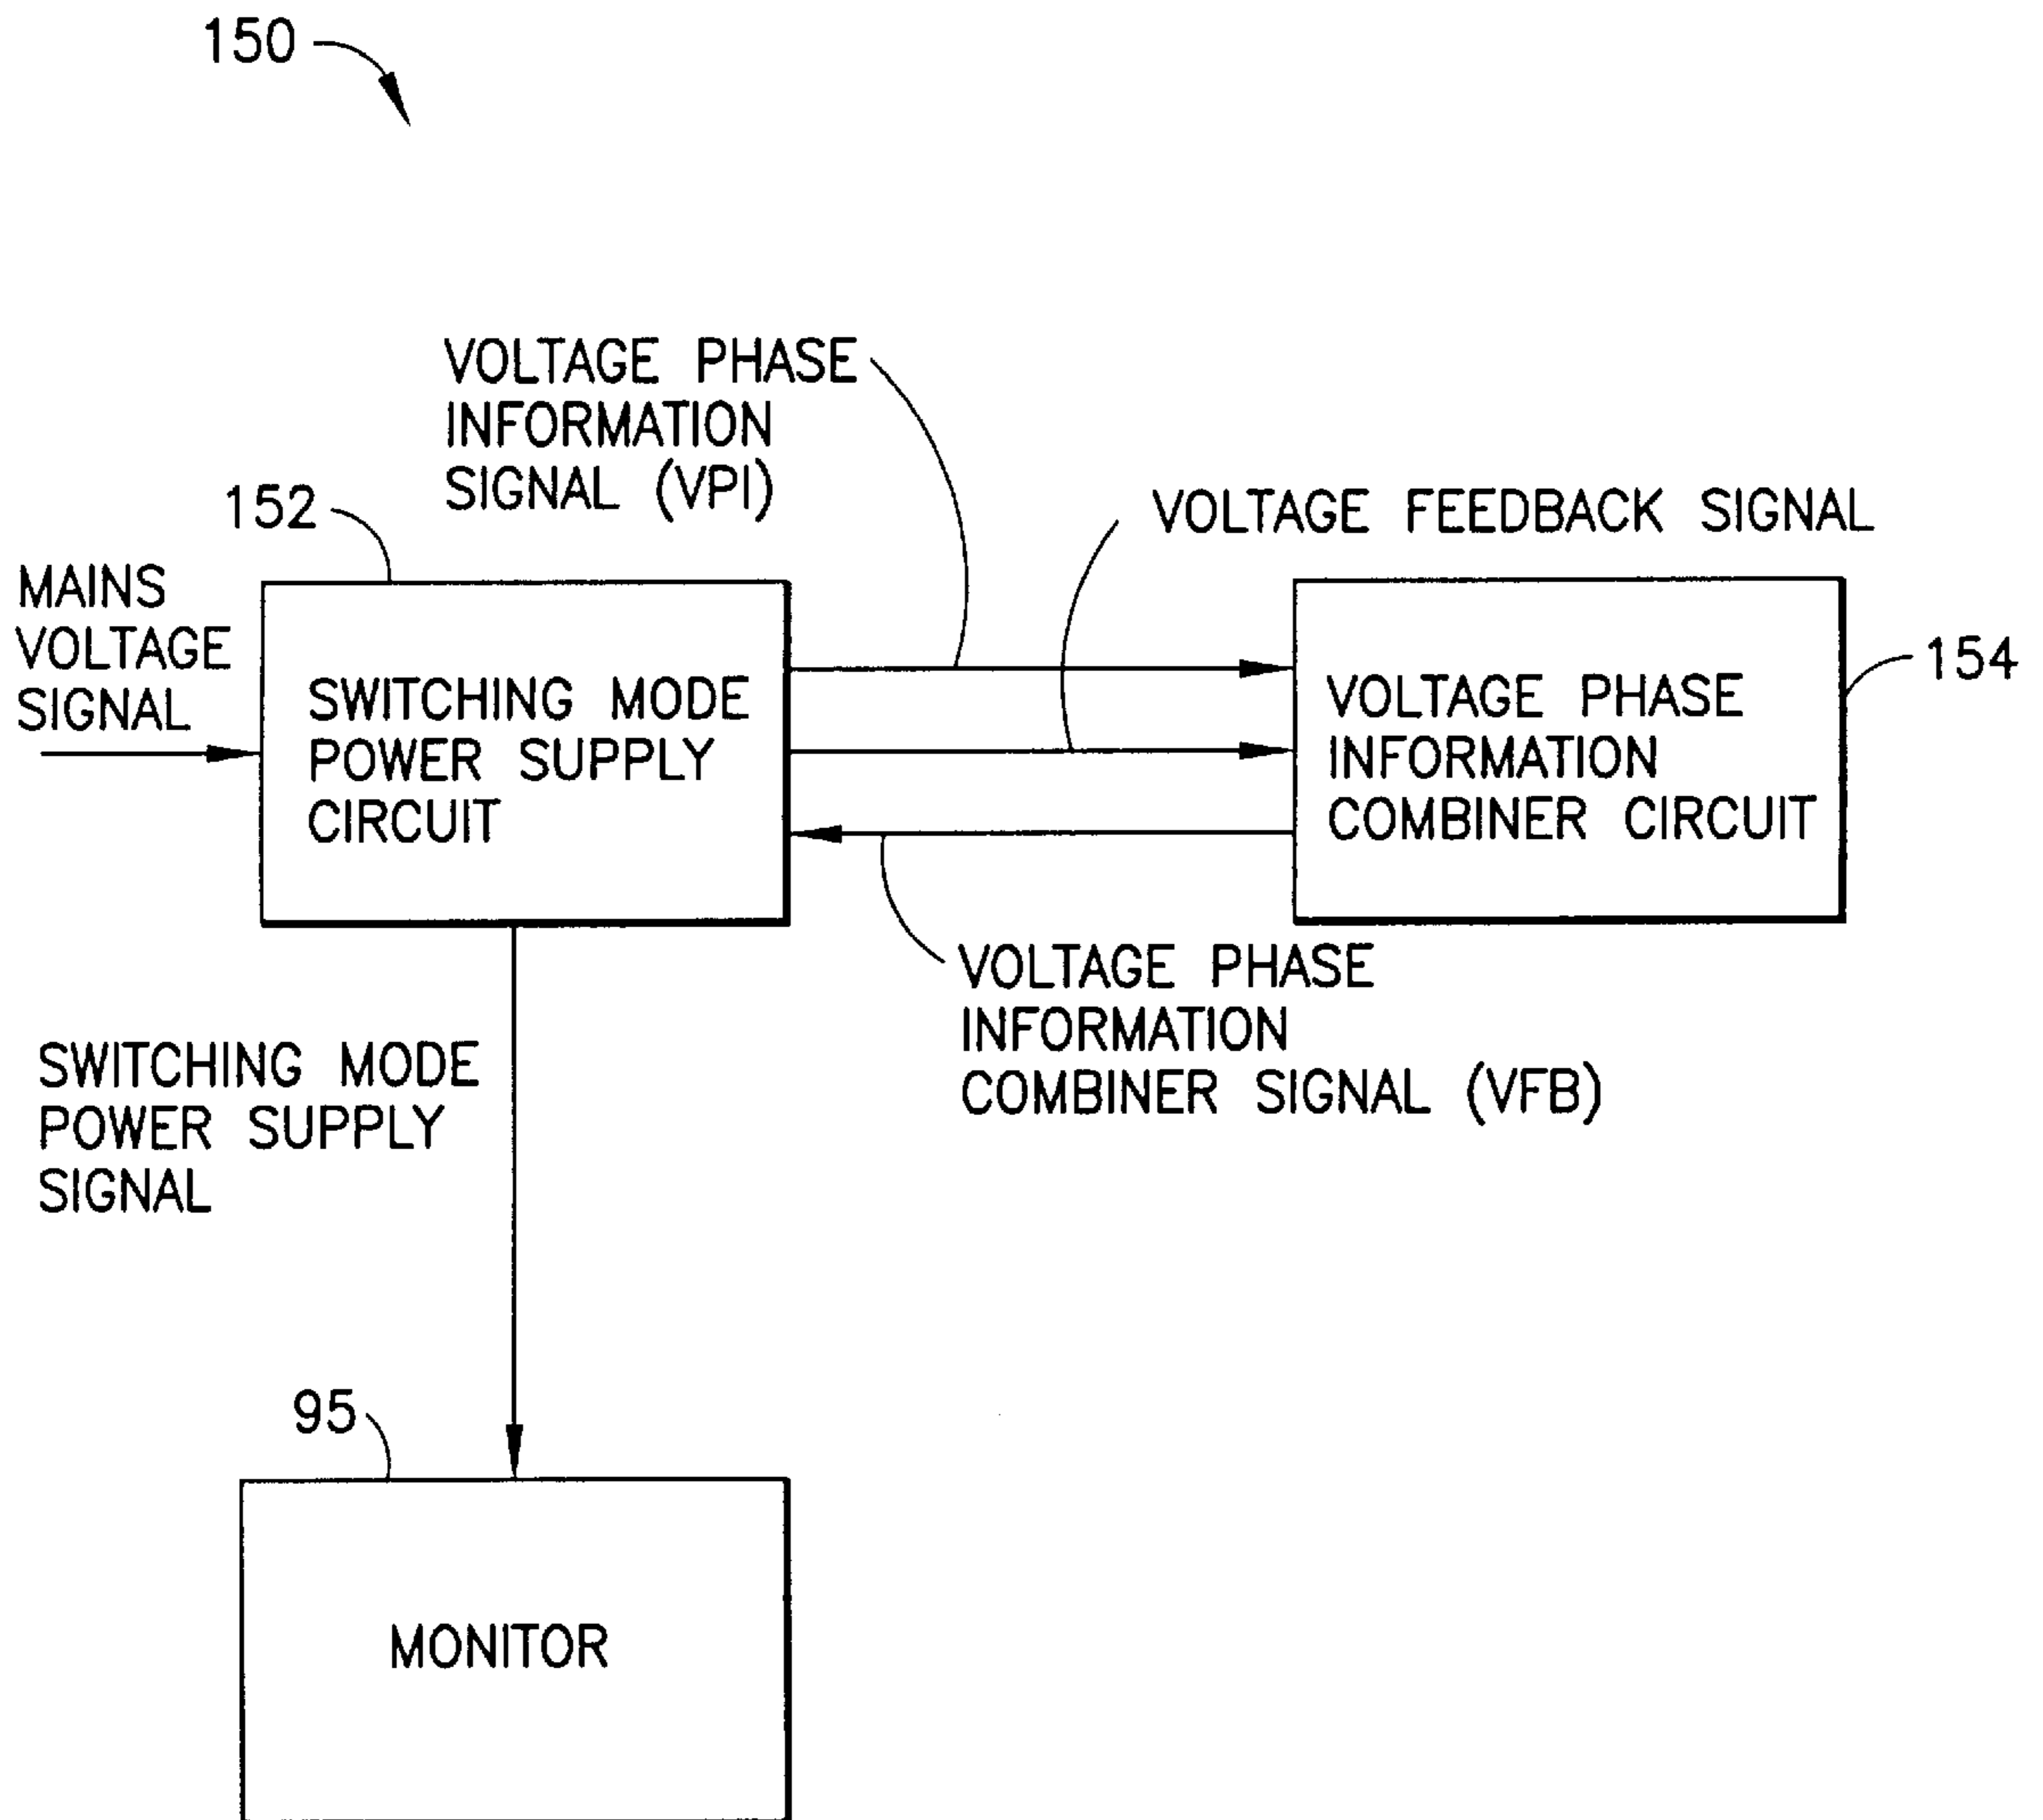 150
VOLTAGE PHASE
INFORMATION
SIGNAL (VPI)
152
VOLTAGE FEEDBACK SIGNAL
MAINS
VOLTAGE
SIGNAL
154
SWITCHING MODE
POWER SUPPLY
CIRCUIT
VOLTAGE PHASE
INFORMATION
COMBINER CIRCUIT
VOLTAGE PHASE
INFORMATION
COMBINER SIGNAL (VFB)
SWITCHING MODE
POWER SUPPLY
SIGNAL
95
MONITOR